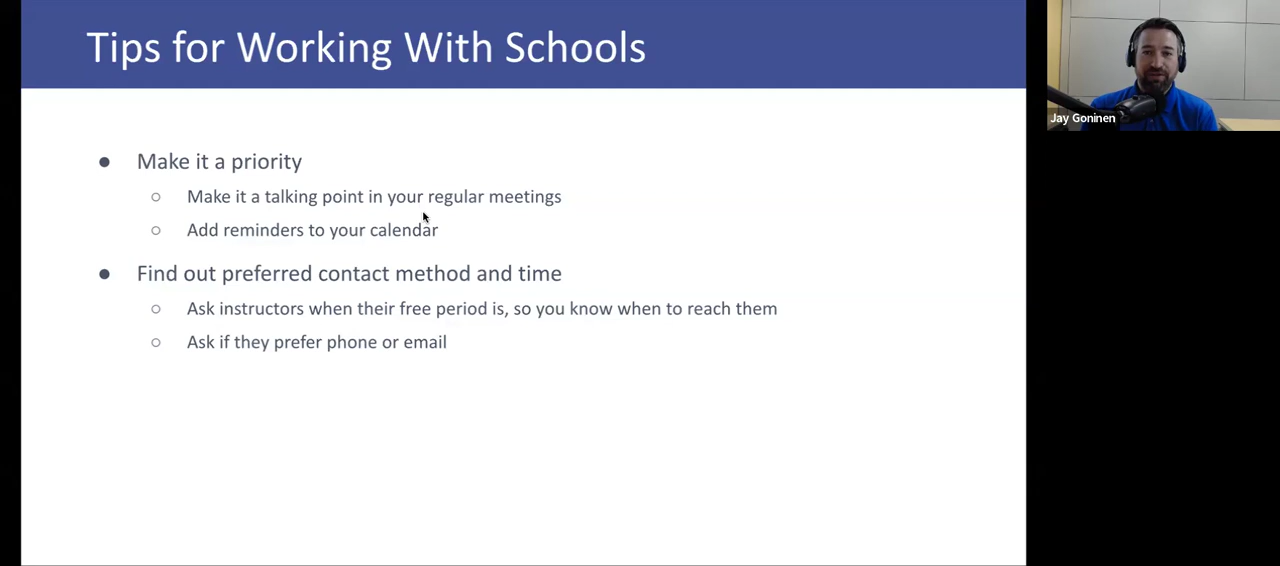 Tips for Working With Schools
Jay Goninen
● Make it a priority
○ Make it a talking point in your regular meetings
○ Add reminders to your calendar
● Find out preferred contact method and time
○ Ask instructors when their free period is, so you know when to reach them
○ Ask if they prefer phone or email